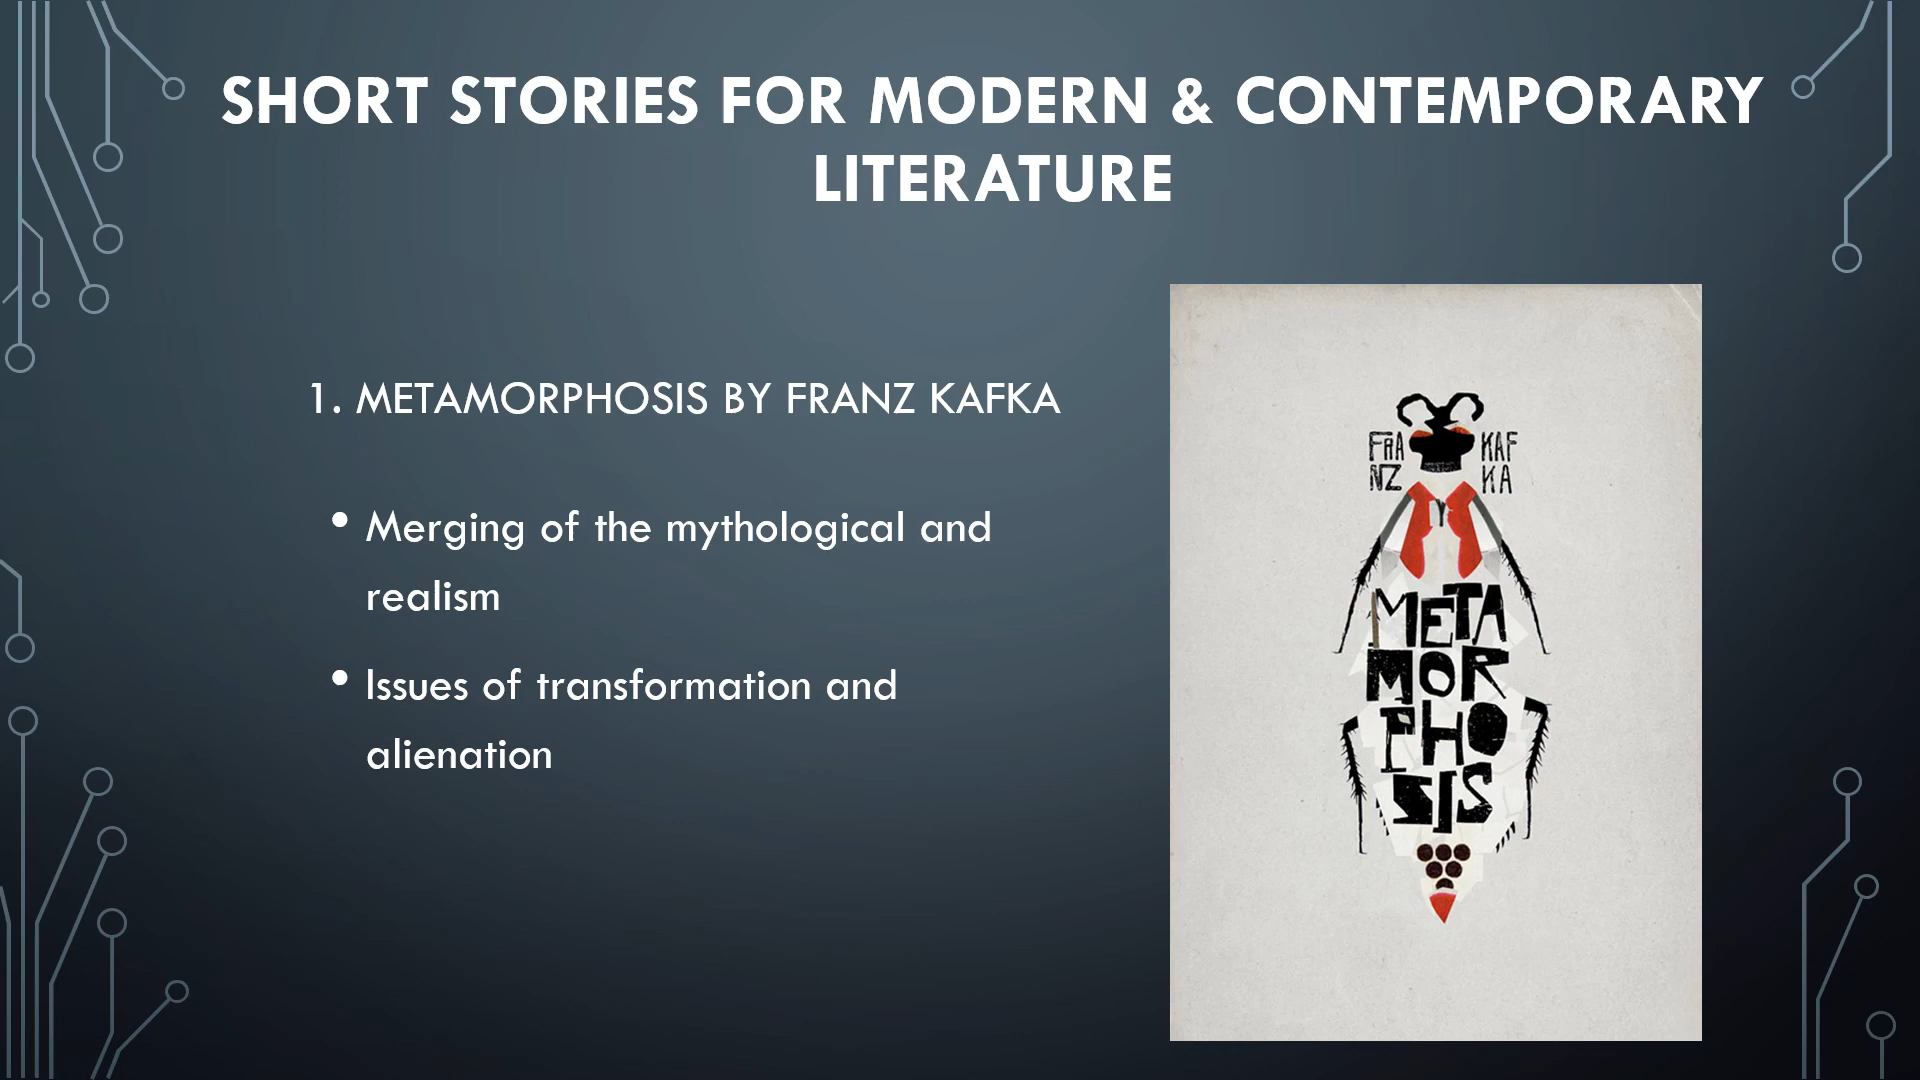 SHORT STORIES FOR MODERN & CONTEMPORARY
LITERATURE
1. METAMORPHOSIS BY FRANZ KAFKA
• Merging of the mythological and
realism
• Issues of transformation and
alienation
FRA KAF
NZ KA
META
MOR
PHO
SIS